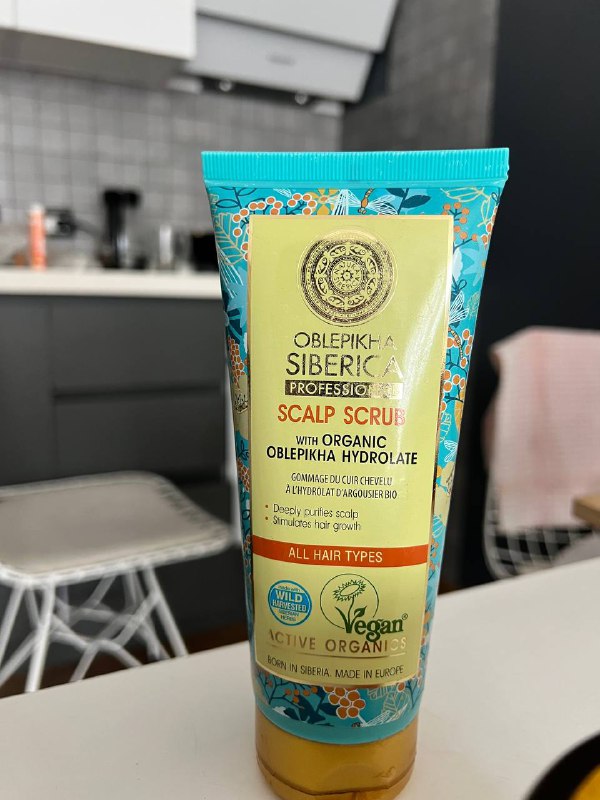 OBLEPIKHA
SIBERICA
PROFESSIONAL
SCALP SCRUB
WITH ORGANIC
OBLEPIKHA HYDROLATE
GOMMAGE DU CUIR CHEVELU
À L'HYDROLAT D'ARGOUSIER BIO
• Deeply purifies scalp
• Stimulates hair growth
ALL HAIR TYPES
WILD
HARVESTED
HERBS
Vegan®
ACTIVE ORGANICS
BORN IN SIBERIA. MADE IN EUROPE